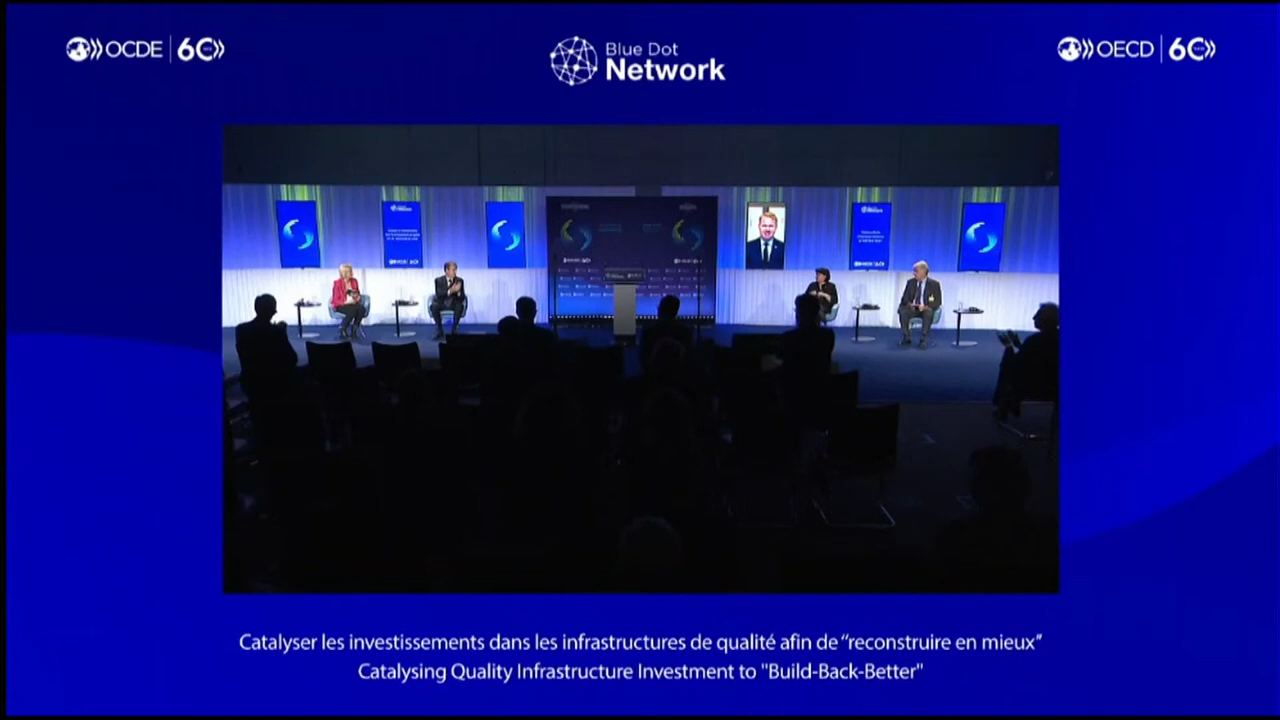 OCDE 60
Blue Dot
Network
OECD 60
Catalyser les investissements dans les infrastructures de qualité afin de “reconstruire en mieux”
Catalysing Quality Infrastructure Investment to "Build-Back-Better"